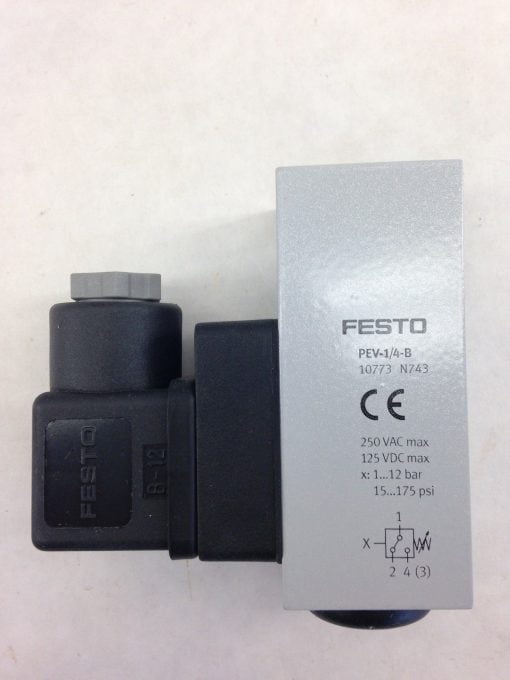 FESTO
PEV-1/4-B
10773 N743
CE
250 VAC max
125 VDC max
x: 1...12 bar
15...175 psi
1
X
2 4 (3)
FESTO
B-12